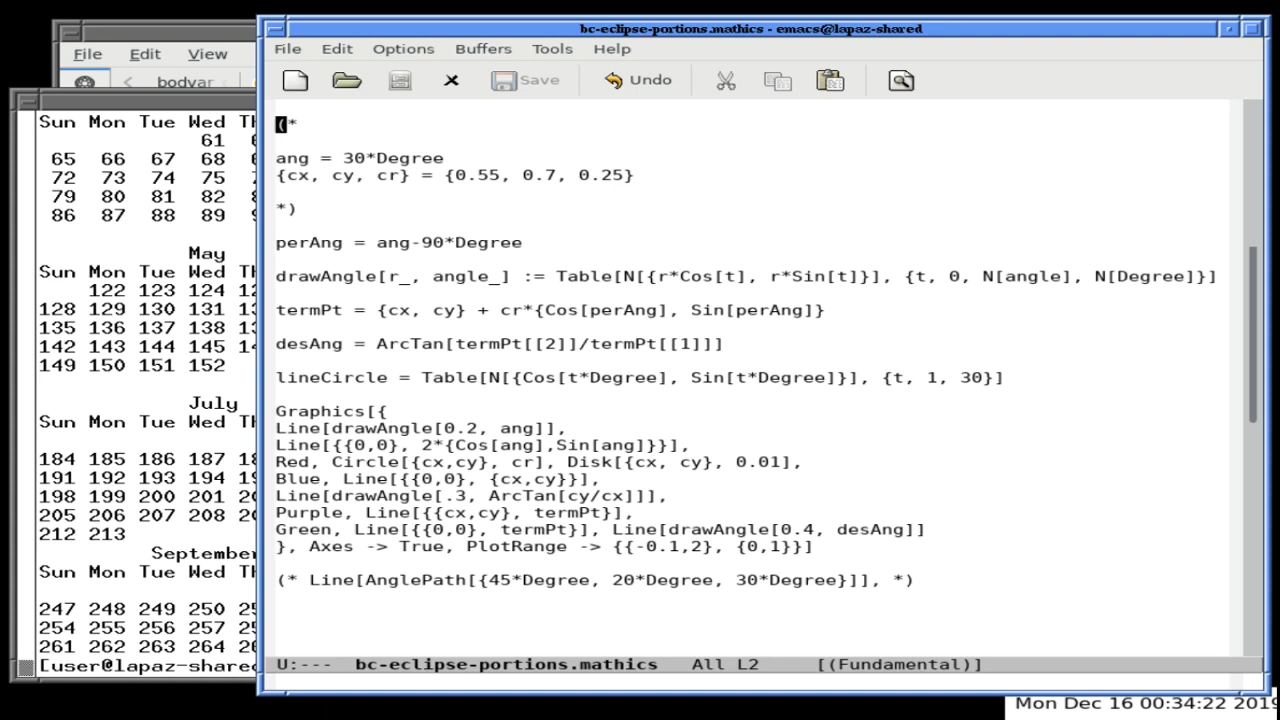 bc-eclipse-portions.mathics - emacs@lapaz-shared
File Edit View
bodyar
File Edit Options Buffers Tools Help
Save Undo
Sun Mon Tue Wed
61
65 66 67 68
72 73 74 75
79 80 81 82
86 87 88 89
May
Sun Mon Tue Wed
122 123 124
128 129 130 131
135 136 137 138
142 143 144 145
149 150 151 152
July
Sun Mon Tue Wed
184 185 186 187
191 192 193 194
198 199 200 201
205 206 207 208
212 213
September
Sun Mon Tue Wed
247 248 249 250
254 255 256 257
261 262 263 264
[user@lapaz-shared
(*
ang = 30*Degree
{cx, cy, cr} = {0.55, 0.7, 0.25}
*)
perAng = ang-90*Degree
drawAngle[r_, angle_] := Table[N[{r*Cos[t], r*Sin[t]}], {t, 0, N[angle], N[Degree]}]
termPt = {cx, cy} + cr*{Cos[perAng], Sin[perAng]}
desAng = ArcTan[termPt[[2]]/termPt[[1]]]
lineCircle = Table[N[{Cos[t*Degree], Sin[t*Degree]}], {t, 1, 30}]
Graphics[{
Line[drawAngle[0.2, ang]],
Line[{{0,0}, 2*{Cos[ang],Sin[ang]}}],
Red, Circle[{cx,cy}, cr], Disk[{cx, cy}, 0.01],
Blue, Line[{{0,0}, {cx,cy}}],
Line[drawAngle[.3, ArcTan[cy/cx]]],
Purple, Line[{{cx,cy}, termPt}],
Green, Line[{{0,0}, termPt}], Line[drawAngle[0.4, desAng]]
}, Axes -> True, PlotRange -> {{-0.1,2}, {0,1}}]
(* Line[AnglePath[{45*Degree, 20*Degree, 30*Degree}]], *)
U:--- bc-eclipse-portions.mathics All L2 [(Fundamental)]
Mon Dec 16 00:34:22 2019